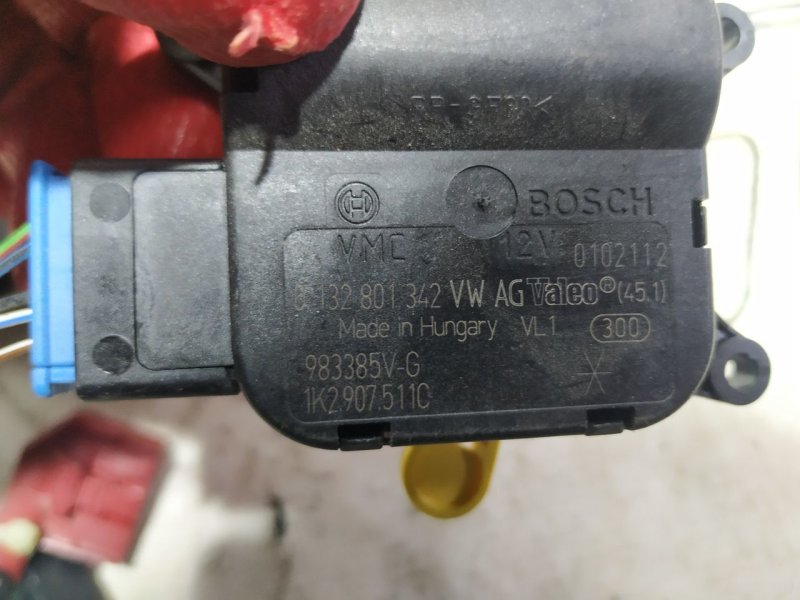 BOSCH
VMC 12V 0102112
132 801 342 VW AG Valeo® (45.1)
Made in Hungary VL1 300
983385V-G
1K2.907.511C